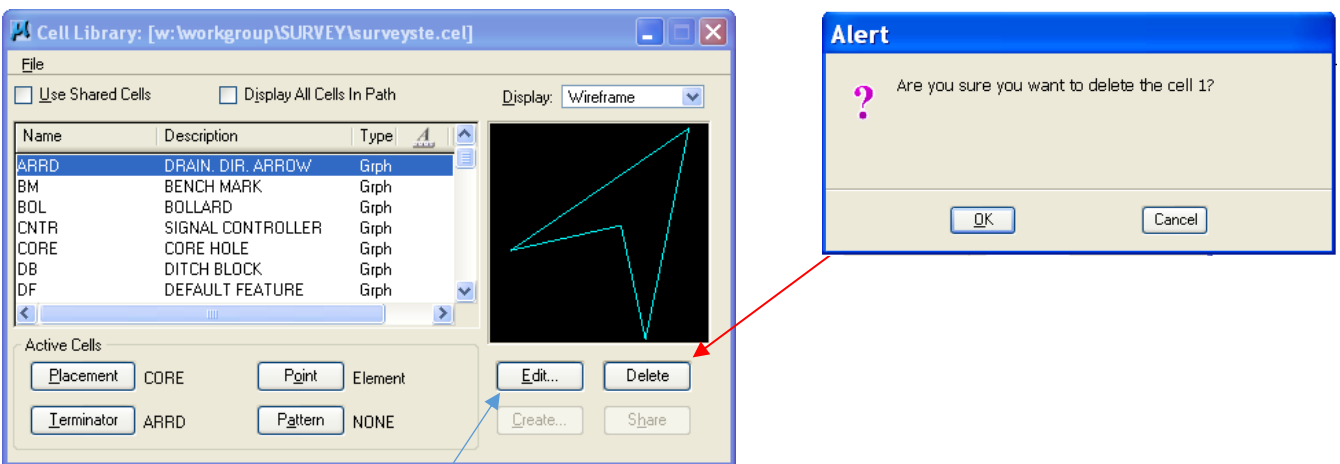 Cell Library: [w:\workgroup\SURVEY\surveyste.cel]
File
Use Shared Cells Display All Cells In Path Display: Wireframe
Name Description Type A
ARRD DRAIN. DIR. ARROW Grph
BM BENCH MARK Grph
BOL BOLLARD Grph
CNTR SIGNAL CONTROLLER Grph
CORE CORE HOLE Grph
DB DITCH BLOCK Grph
DF DEFAULT FEATURE Grph
Active Cells
Placement CORE Point Element
Terminator ARRD Pattern NONE
Edit... Delete
Create... Share
Alert
? Are you sure you want to delete the cell 1?
OK Cancel